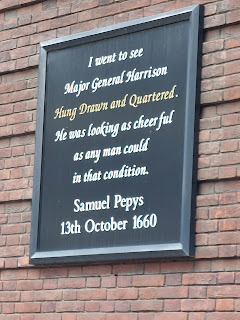 I went to see
Major General Harrison
Hung Drawn and Quartered.
He was looking as cheerful
as any man could
in that condition.
Samuel Pepys
13th October 1660